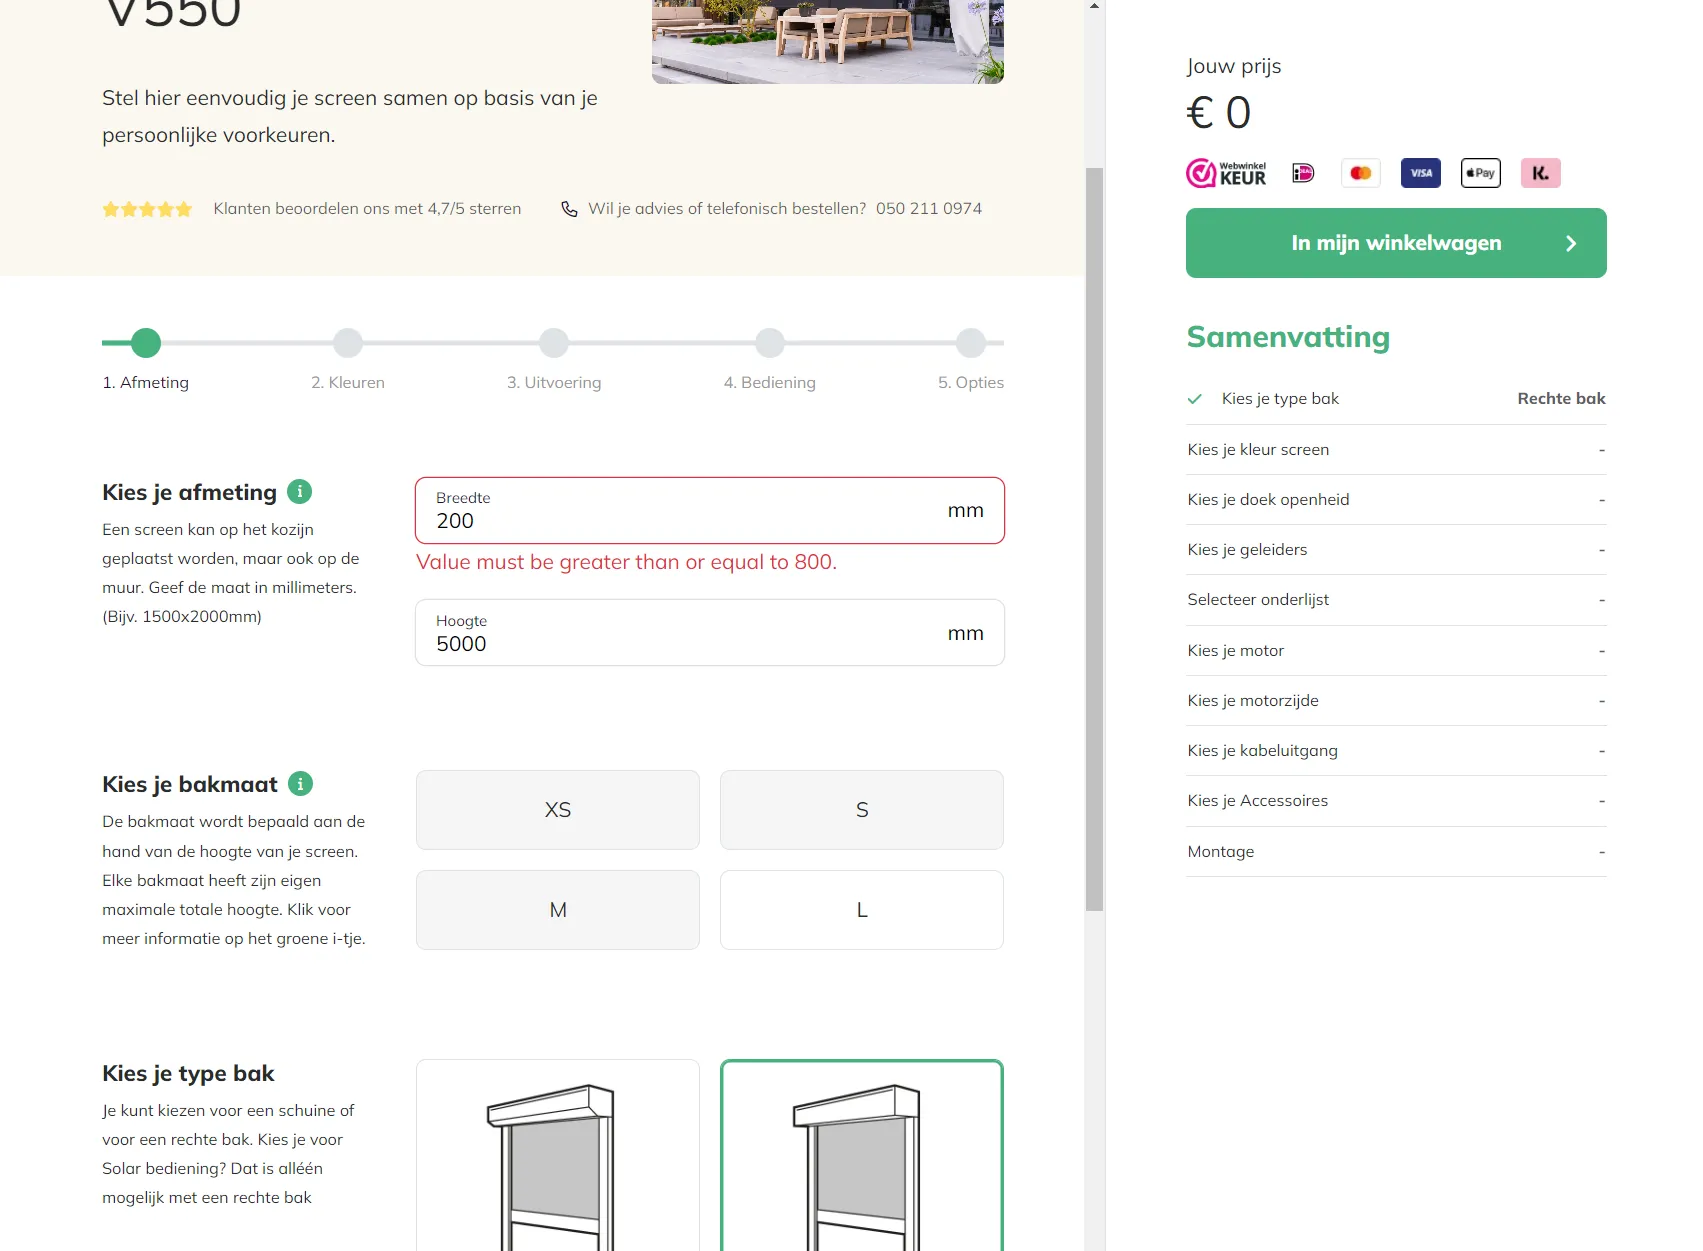 V550
Stel hier eenvoudig je screen samen op basis van je
persoonlijke voorkeuren.
Klanten beoordelen ons met 4,7/5 sterren
Wil je advies of telefonisch bestellen? 050 211 0974
1. Afmeting
2. Kleuren
3. Uitvoering
4. Bediening
5. Opties
Kies je afmeting
Een screen kan op het kozijn
geplaatst worden, maar ook op de
muur. Geef de maat in millimeters.
(Bijv. 1500x2000mm)
Breedte
200
mm
Value must be greater than or equal to 800.
Hoogte
5000
mm
Kies je bakmaat
De bakmaat wordt bepaald aan de
hand van de hoogte van je screen.
Elke bakmaat heeft zijn eigen
maximale totale hoogte. Klik voor
meer informatie op het groene i-tje.
XS
S
M
L
Kies je type bak
Je kunt kiezen voor een schuine of
voor een rechte bak. Kies je voor
Solar bediening? Dat is alléén
mogelijk met een rechte bak
Jouw prijs
€ 0
Webwinkel
KEUR
iDEAL
VISA
Pay
K.
In mijn winkelwagen
Samenvatting
Kies je type bak Rechte bak
Kies je kleur screen -
Kies je doek openheid -
Kies je geleiders -
Selecteer onderlijst -
Kies je motor -
Kies je motorzijde -
Kies je kabeluitgang -
Kies je Accessoires -
Montage -